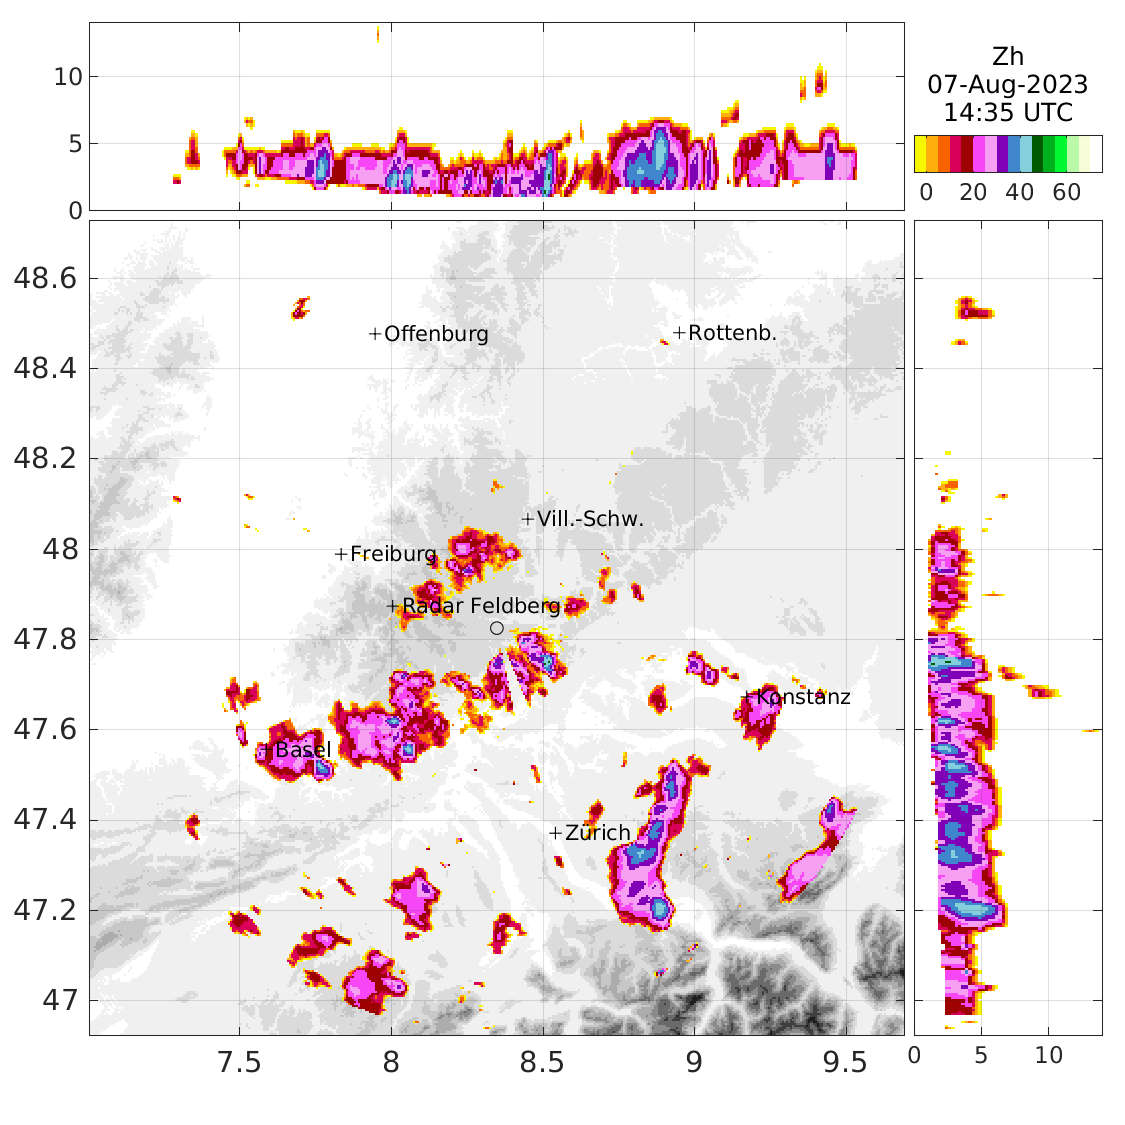 Zh
07-Aug-2023
14:35 UTC
10
5
0
0 20 40 60
48.6
48.4
48.2
48
47.8
47.6
47.4
47.2
47
+Offenburg
+Rottenb.
+Vill.-Schw.
+Freiburg
+Radar Feldberg
+Konstanz
+Basel
+Zürich
7.5 8 8.5 9 9.5
0 5 10